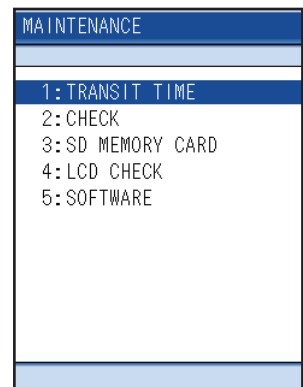 MAINTENANCE
1:TRANSIT TIME
2:CHECK
3:SD MEMORY CARD
4:LCD CHECK
5:SOFTWARE